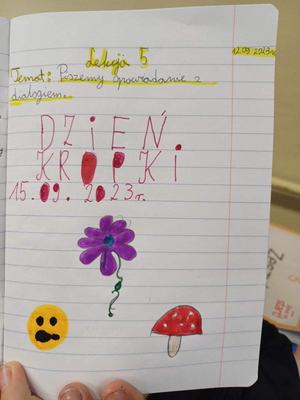 Lekcja 5
12.09.2023r.
Temat: Piszemy opowiadanie z
dialogiem.
DZiEŃ.
KROPKi
15.09.2023r.